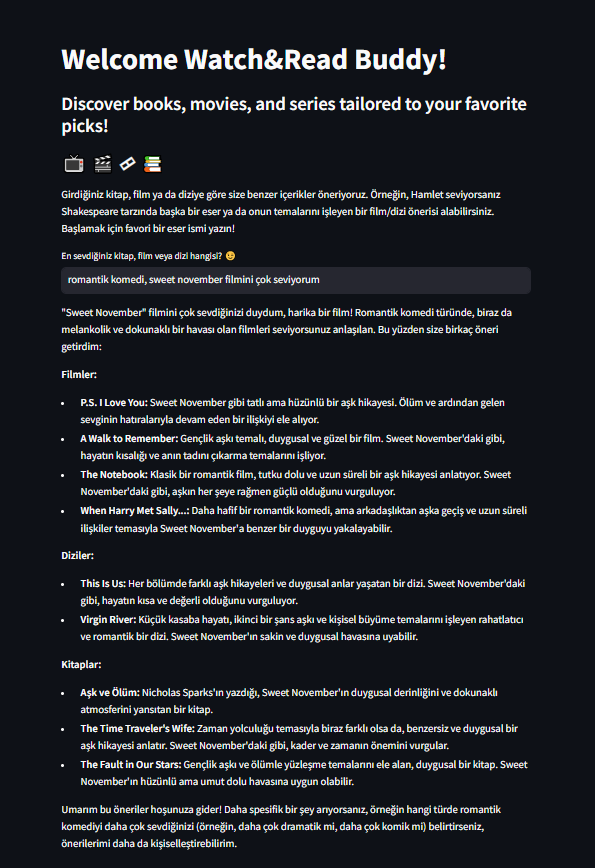 Welcome Watch&Read Buddy!
Discover books, movies, and series tailored to your favorite
picks!
Girdiğiniz kitap, film ya da diziye göre size benzer içerikler öneriyoruz. Örneğin, Hamlet seviyorsanız
Shakespeare tarzında başka bir eser ya da onun temalarını işleyen bir film/dizi önerisi alabilirsiniz.
Başlamak için favori bir eser ismi yazın!
En sevdiğiniz kitap, film veya dizi hangisi? 😉
romantik komedi, sweet november filmini çok seviyorum
"Sweet November" filmini çok sevdiğinizi duydum, harika bir film! Romantik komedi türünde, biraz da
melankolik ve dokunaklı bir havası olan filmleri seviyorsunuz anlaşılan. Bu yüzden size birkaç öneri
getirdim:
Filmler:
• P.S. I Love You: Sweet November gibi tatlı ama hüzünlü bir aşk hikayesi. Ölüm ve ardından gelen
sevginin hatıralarıyla devam eden bir ilişkiyi ele alıyor.
• A Walk to Remember: Gençlik aşkı temalı, duygusal ve güzel bir film. Sweet November'daki gibi,
hayatın kısalığı ve anın tadını çıkarma temalarını işliyor.
• The Notebook: Klasik bir romantik film, tutku dolu ve uzun süreli bir aşk hikayesi anlatıyor. Sweet
November'daki gibi, aşkın her şeye rağmen güçlü olduğunu vurguluyor.
• When Harry Met Sally...: Daha hafif bir romantik komedi, ama arkadaşlıktan aşka geçiş ve uzun süreli
ilişkiler temasıyla Sweet November'a benzer bir duyguyu yakalayabilir.
Diziler:
• This Is Us: Her bölümde farklı aşk hikayeleri ve duygusal anlar yaşatan bir dizi. Sweet November'daki
gibi, hayatın kısa ve değerli olduğunu vurguluyor.
• Virgin River: Küçük kasaba hayatı, ikinci bir şans aşkı ve kişisel büyüme temalarını işleyen rahatlatıcı
ve romantik bir dizi. Sweet November'ın sakin ve duygusal havasına uyabilir.
Kitaplar:
• Aşk ve Ölüm: Nicholas Sparks'ın yazdığı, Sweet November'ın duygusal derinliğini ve dokunaklı
atmosferini yansıtan bir kitap.
• The Time Traveler's Wife: Zaman yolculuğu temasıyla biraz farklı olsa da, benzersiz ve duygusal bir
aşk hikayesi anlatır. Sweet November'daki gibi, kader ve zamanın önemini vurgular.
• The Fault in Our Stars: Gençlik aşkı ve ölümle yüzleşme temalarını ele alan, duygusal bir kitap. Sweet
November'ın hüzünlü ama umut dolu havasına uygun olabilir.
Umarım bu öneriler hoşunuza gider! Daha spesifik bir şey arıyorsanız, örneğin hangi türde romantik
komediyi daha çok sevdiğinizi (örneğin, daha çok dramatik mi, daha çok komik mi) belirtirseniz,
önerilerimi daha da kişiselleştirebilirim.